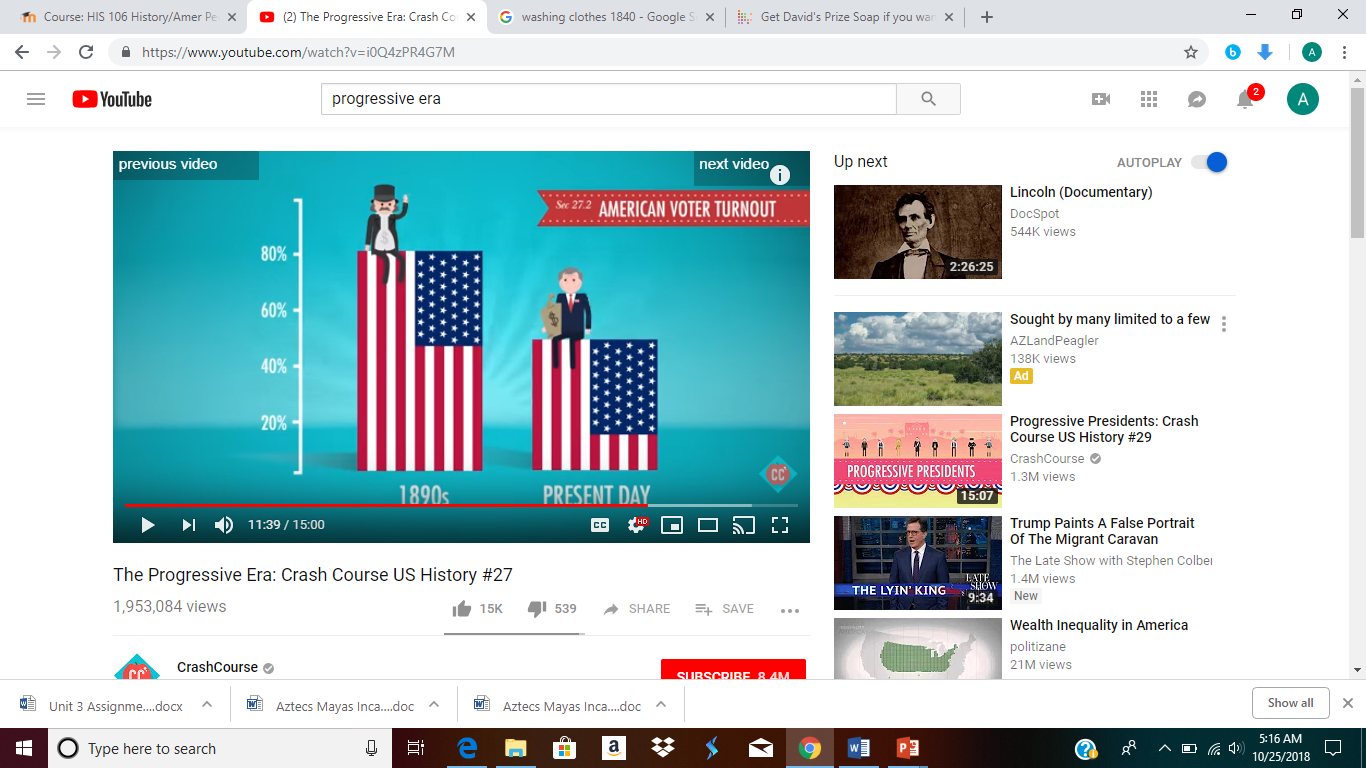 Course: HIS 106 History/Amer Pe
(2) The Progressive Era: Crash Co
washing clothes 1840 - Google S
Get David's Prize Soap if you wan
https://www.youtube.com/watch?v=i0Q4zPR4G7M
A
YouTube
progressive era
2
A
previous video
next video
i
Sec 27.2 AMERICAN VOTER TURNOUT
80%
60%
40%
20%
1890s
PRESENT DAY
CC
11:39 / 15:00
CC
HD
The Progressive Era: Crash Course US History #27
1,953,084 views
15K
539
SHARE
SAVE
CC
CrashCourse
SUBSCRIBE 8.4M
Up next
AUTOPLAY
Lincoln (Documentary)
DocSpot
544K views
2:26:25
Sought by many limited to a few
AZLandPeagler
138K views
Ad
Progressive Presidents: Crash
Course US History #29
CrashCourse
1.3M views
PROGRESSIVE PRESIDENTS
15:07
Trump Paints A False Portrait
Of The Migrant Caravan
The Late Show with Stephen Colber
1.4M views
New
THE LYIN' KING
LATE SHOW
9:34
Wealth Inequality in America
politizane
21M views
Unit 3 Assignme....docx
Aztecs Mayas Inca....doc
Aztecs Mayas Inca....doc
Show all
Type here to search
5:16 AM
10/25/2018